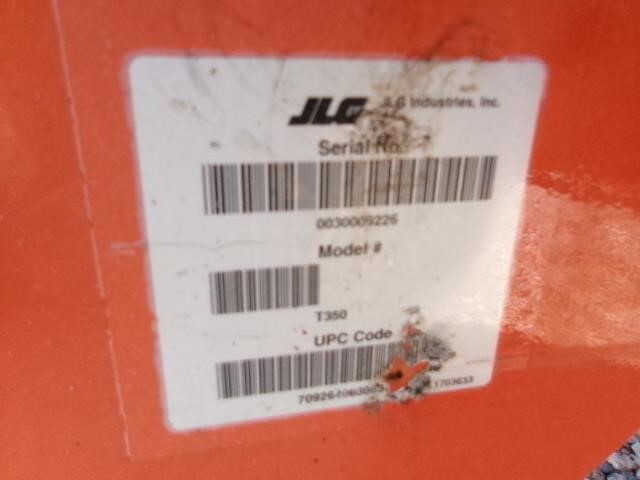 JLG JLG Industries, Inc.
Serial No.
0030009226
Model #
T350
UPC Code
1703633